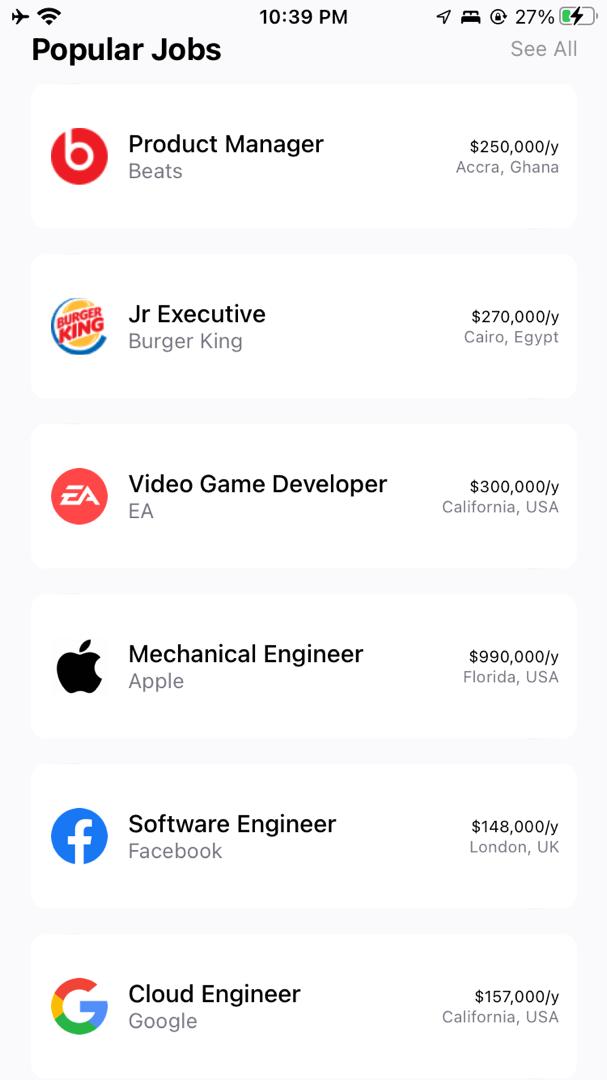 10:39 PM 27%
Popular Jobs See All
Product Manager
Beats
$250,000/y
Accra, Ghana
BURGER
KING
Jr Executive
Burger King
$270,000/y
Cairo, Egypt
EA
Video Game Developer
EA
$300,000/y
California, USA
Mechanical Engineer
Apple
$990,000/y
Florida, USA
Software Engineer
Facebook
$148,000/y
London, UK
Cloud Engineer
Google
$157,000/y
California, USA